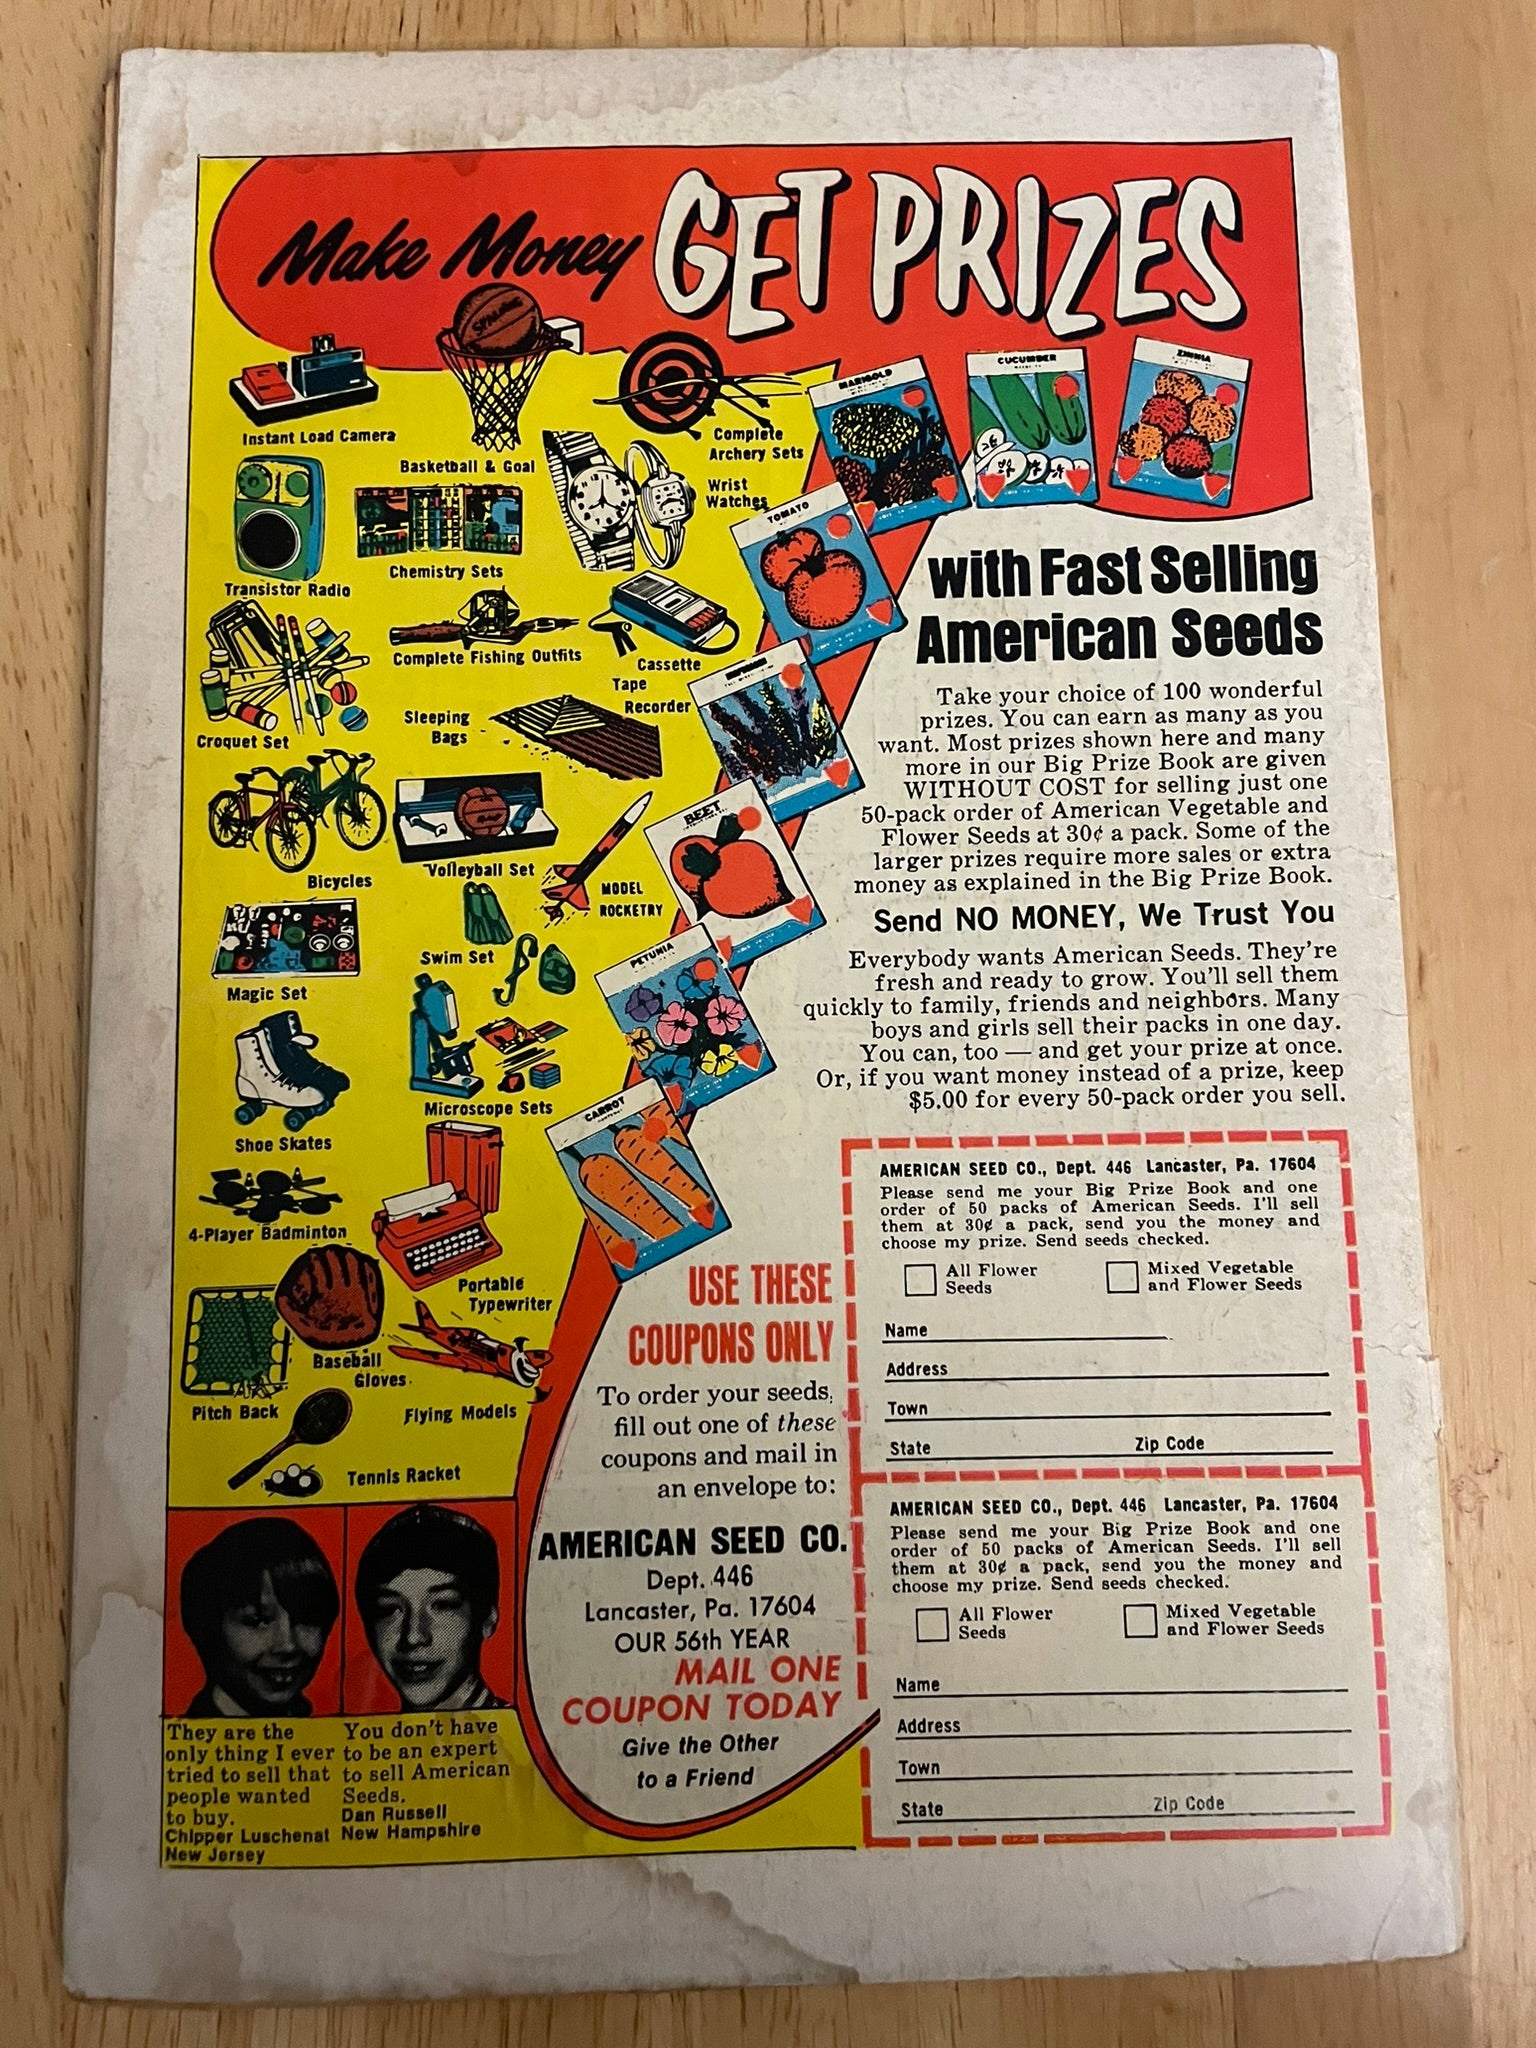 Make Money GET PRIZES
SPALDING
Instant Load Camera
Basketball & Goal
Complete
Archery Sets
Wrist
Watches
Transistor Radio
Chemistry Sets
Complete Fishing Outfits
Cassette
Tape
Recorder
Croquet Set
Sleeping
Bags
Bicycles
Volleyball Set
MODEL
ROCKETRY
Magic Set
Swim Set
Shoe Skates
Microscope Sets
4-Player Badminton
Portable
Typewriter
Pitch Back
Baseball
Gloves
Flying Models
Tennis Racket
MARIGOLD
CUCUMBER
ZINNIA
TOMATO
BEET
PETUNIA
CARROT
with Fast Selling
American Seeds
Take your choice of 100 wonderful
prizes. You can earn as many as you
want. Most prizes shown here and many
more in our Big Prize Book are given
WITHOUT COST for selling just one
50-pack order of American Vegetable and
Flower Seeds at 30¢ a pack. Some of the
larger prizes require more sales or extra
money as explained in the Big Prize Book.
Send NO MONEY, We Trust You
Everybody wants American Seeds. They're
fresh and ready to grow. You'll sell them
quickly to family, friends and neighbors. Many
boys and girls sell their packs in one day.
You can, too — and get your prize at once.
Or, if you want money instead of a prize, keep
$5.00 for every 50-pack order you sell.
USE THESE
COUPONS ONLY
To order your seeds,
fill out one of these
coupons and mail in
an envelope to:
AMERICAN SEED CO.
Dept. 446
Lancaster, Pa. 17604
OUR 56th YEAR
MAIL ONE
COUPON TODAY
Give the Other
to a Friend
AMERICAN SEED CO., Dept. 446 Lancaster, Pa. 17604
Please send me your Big Prize Book and one
order of 50 packs of American Seeds. I'll sell
them at 30¢ a pack, send you the money and
choose my prize. Send seeds checked.
All Flower
Seeds
Mixed Vegetable
and Flower Seeds
Name
Address
Town
State Zip Code
AMERICAN SEED CO., Dept. 446 Lancaster, Pa. 17604
Please send me your Big Prize Book and one
order of 50 packs of American Seeds. I'll sell
them at 30¢ a pack, send you the money and
choose my prize. Send seeds checked.
All Flower
Seeds
Mixed Vegetable
and Flower Seeds
Name
Address
Town
State Zip Code
They are the
only thing I ever
tried to sell that
people wanted
to buy.
Chipper Luschenat
New Jersey
You don't have
to be an expert
to sell American
Seeds.
Dan Russell
New Hampshire